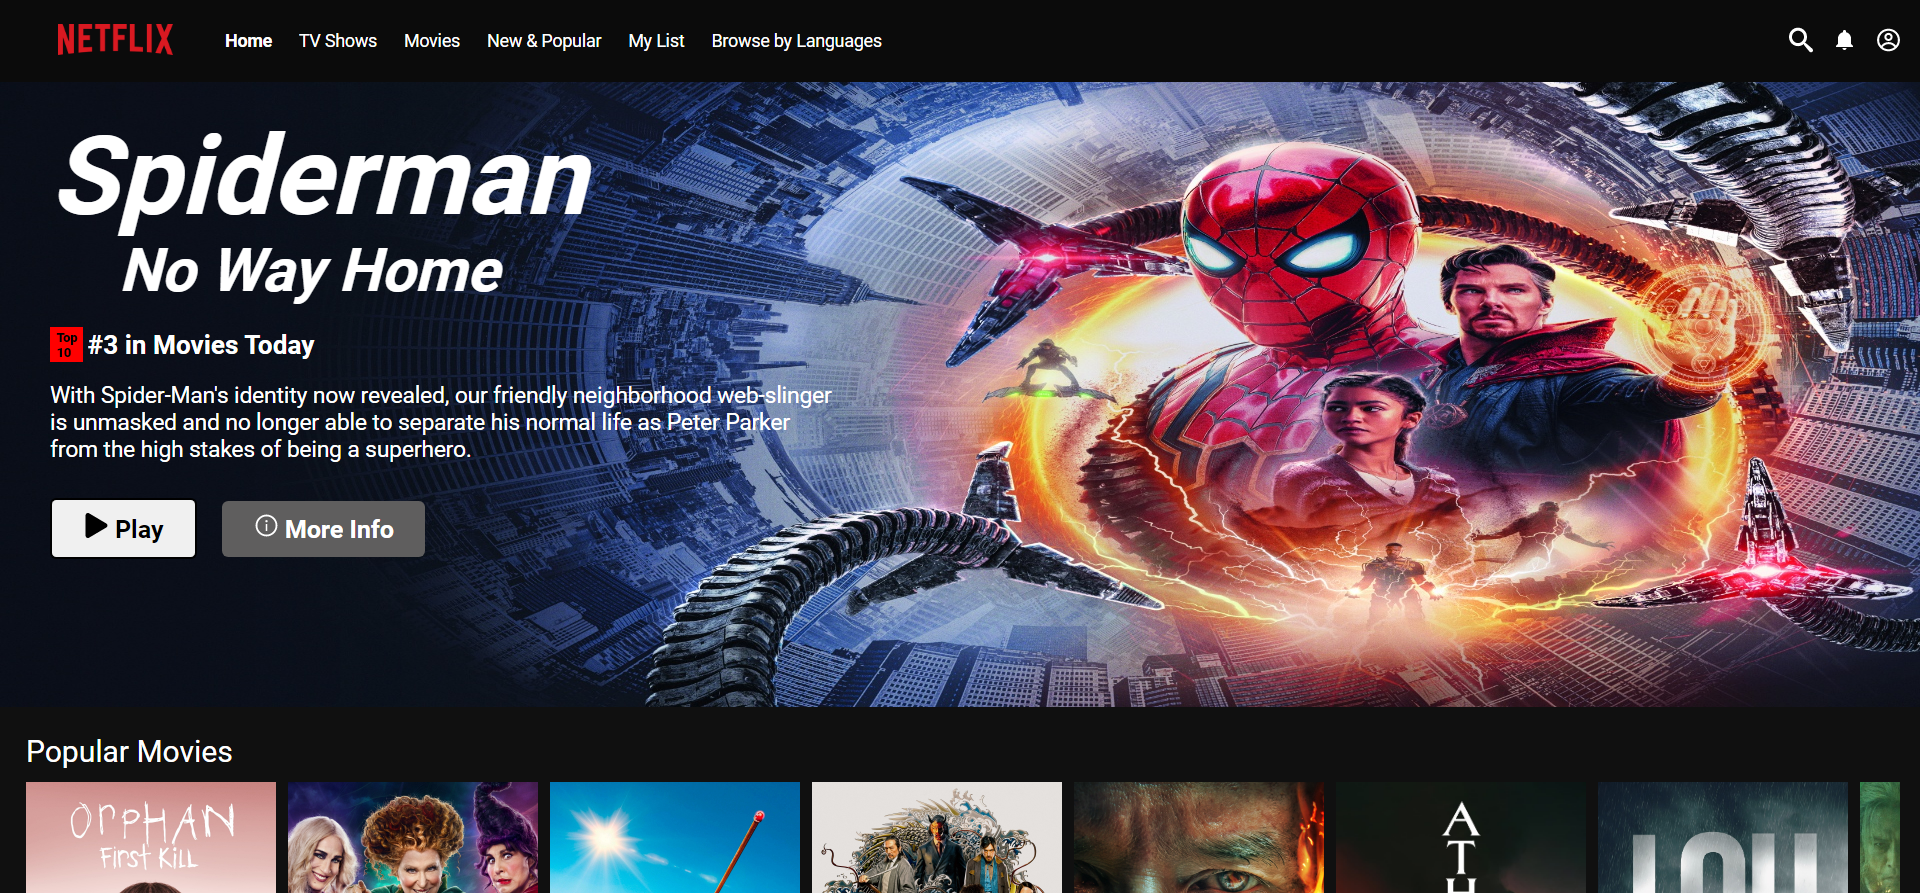 NETFLIX
Home TV Shows Movies New & Popular My List Browse by Languages
Spiderman
No Way Home
Top
10
#3 in Movies Today
With Spider-Man's identity now revealed, our friendly neighborhood web-slinger
is unmasked and no longer able to separate his normal life as Peter Parker
from the high stakes of being a superhero.
Play
More Info
Popular Movies
ORPHAN
First Kill
A
T
H
LOU